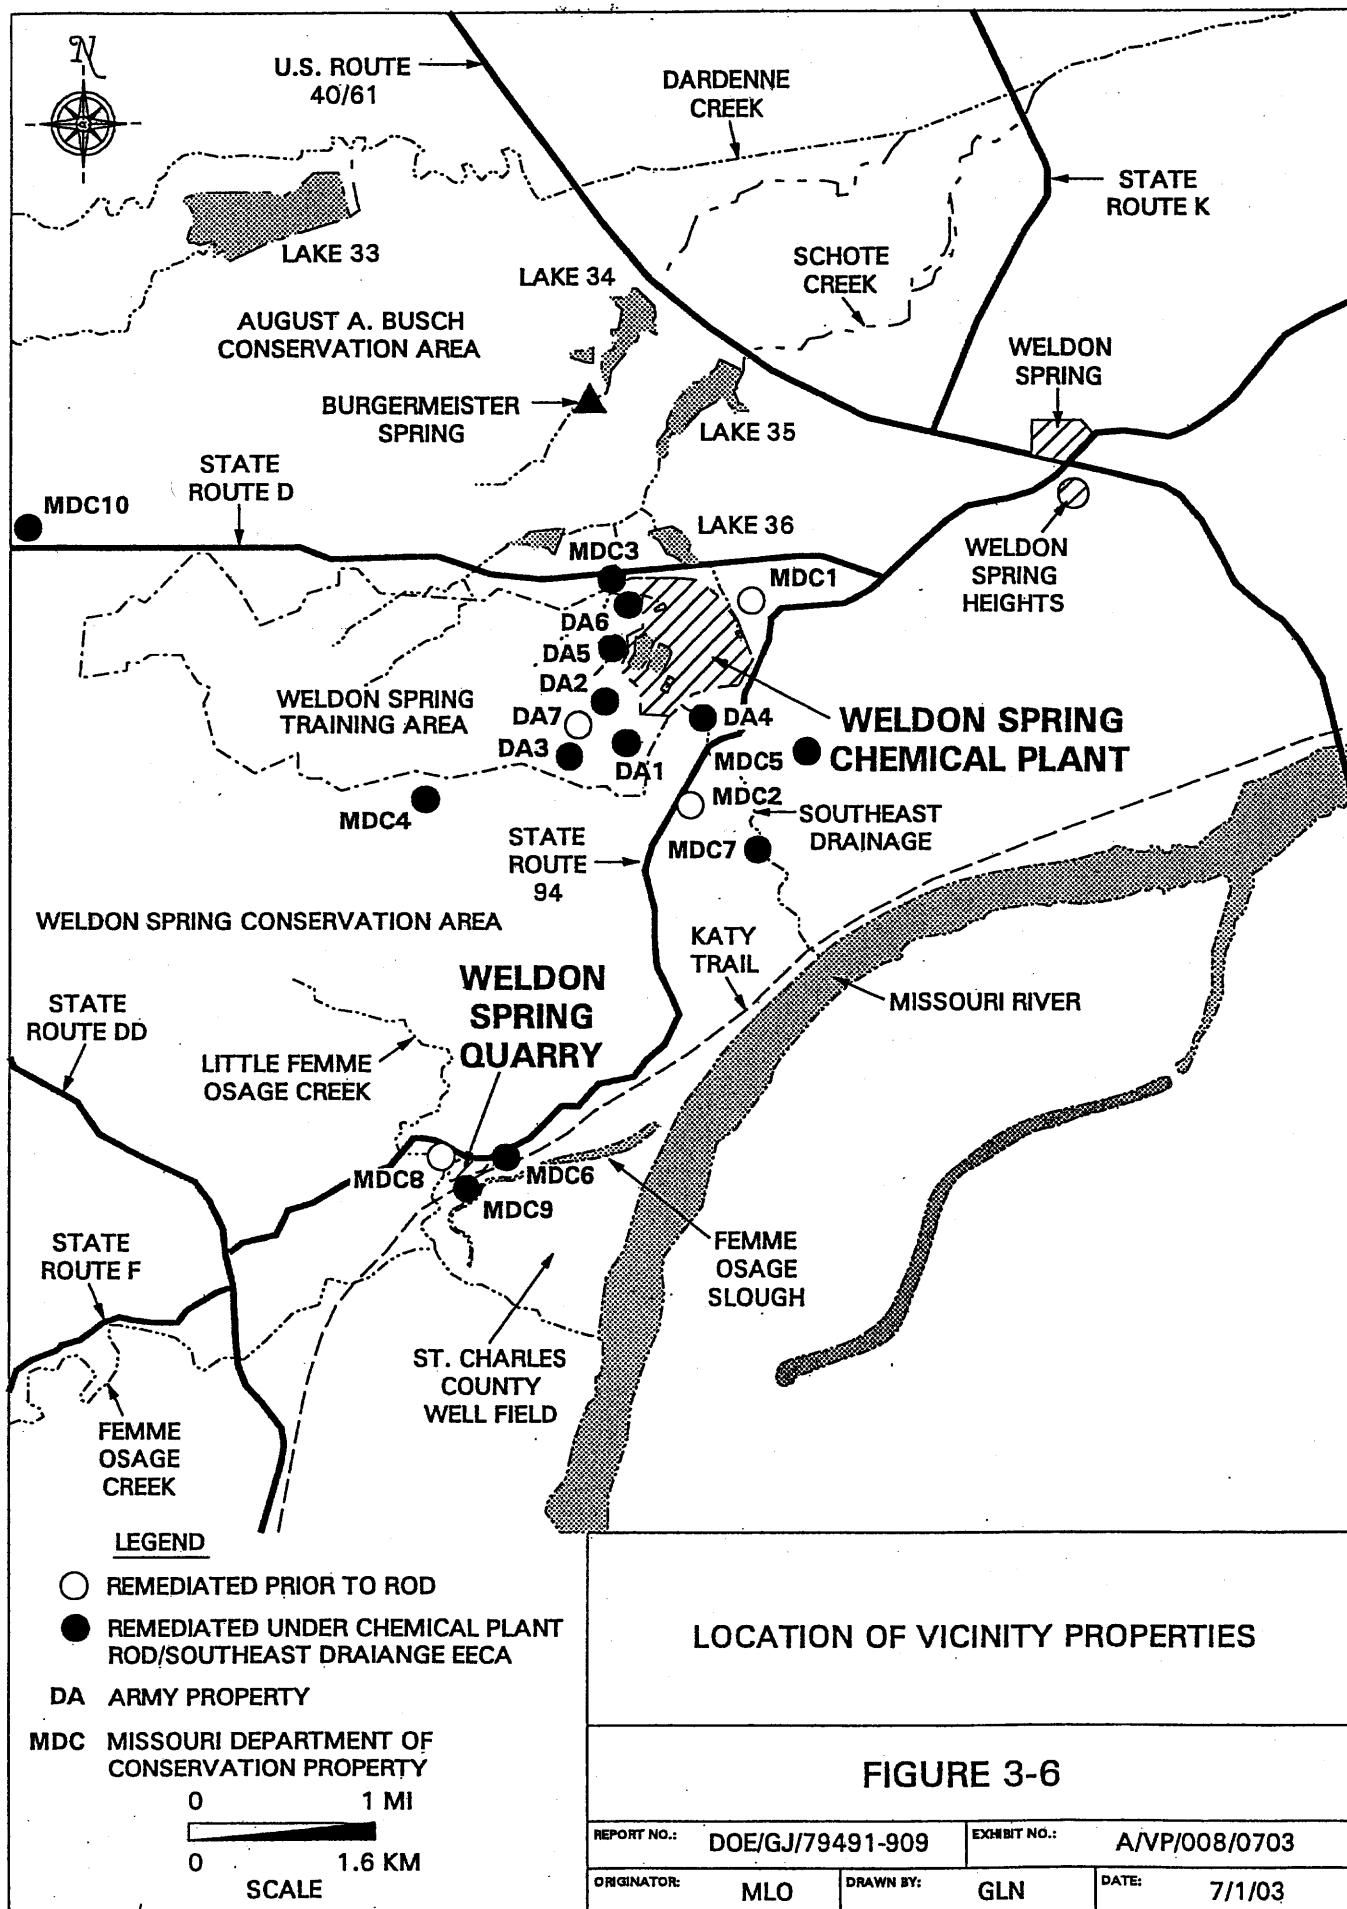 N
U.S. ROUTE
40/61
DARDENNE
CREEK
STATE
ROUTE K
LAKE 33
LAKE 34
SCHOTE
CREEK
AUGUST A. BUSCH
CONSERVATION AREA
WELDON
SPRING
BURGERMEISTER
SPRING
LAKE 35
STATE
ROUTE D
MDC10
LAKE 36
WELDON
SPRING
HEIGHTS
MDC3
MDC1
DA6
DA5
DA2
WELDON SPRING
TRAINING AREA
DA7
DA4
WELDON SPRING
CHEMICAL PLANT
DA3
DA1
MDC5
MDC2
MDC4
SOUTHEAST
DRAINAGE
STATE
ROUTE
94
MDC7
WELDON SPRING CONSERVATION AREA
KATY
TRAIL
WELDON
SPRING
QUARRY
MISSOURI RIVER
STATE
ROUTE DD
LITTLE FEMME
OSAGE CREEK
MDC8
MDC6
MDC9
STATE
ROUTE F
FEMME
OSAGE
SLOUGH
ST. CHARLES
COUNTY
WELL FIELD
FEMME
OSAGE
CREEK
LEGEND
REMEDIATED PRIOR TO ROD
REMEDIATED UNDER CHEMICAL PLANT
ROD/SOUTHEAST DRAIANGE EECA
DA ARMY PROPERTY
MDC MISSOURI DEPARTMENT OF
CONSERVATION PROPERTY
0 1 MI
0 1.6 KM
SCALE
LOCATION OF VICINITY PROPERTIES
FIGURE 3-6
REPORT NO.: DOE/GJ/79491-909 EXHIBIT NO.: A/VP/008/0703
ORIGINATOR: MLO DRAWN BY: GLN DATE: 7/1/03